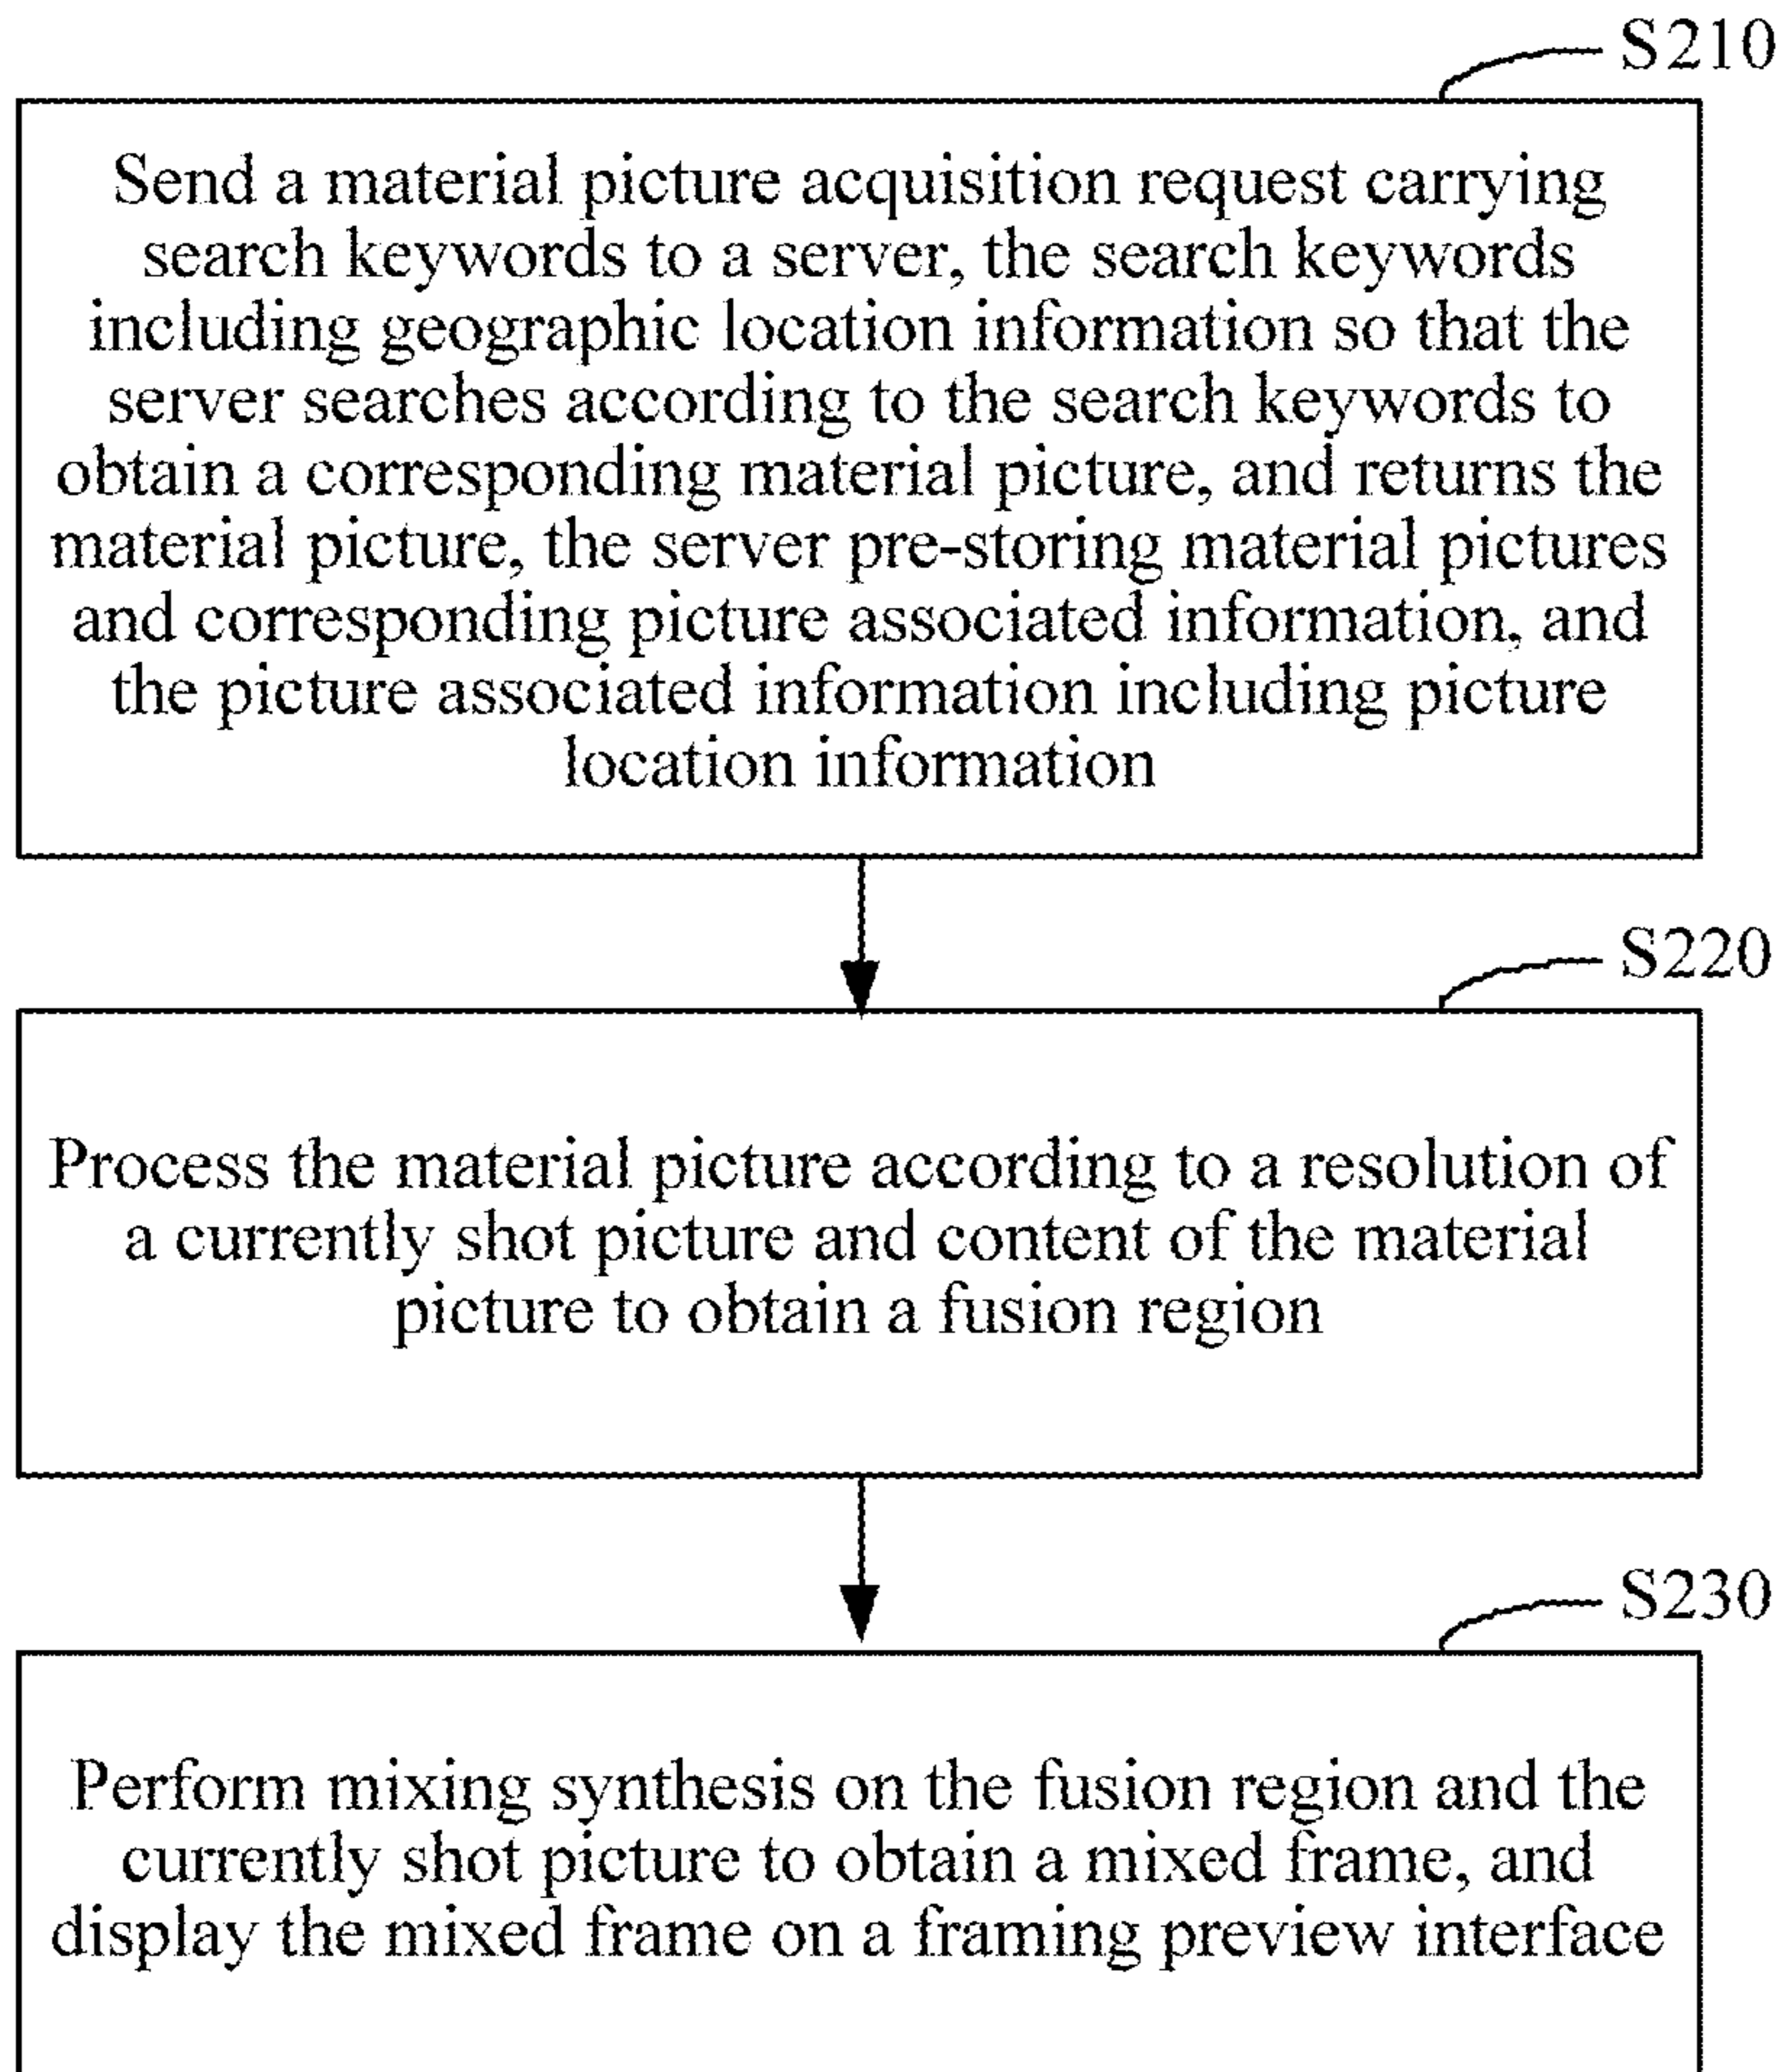 S210
Send a material picture acquisition request carrying
search keywords to a server, the search keywords
including geographic location information so that the
server searches according to the search keywords to
obtain a corresponding material picture, and returns the
material picture, the server pre-storing material pictures
and corresponding picture associated information, and
the picture associated information including picture
location information
S220
Process the material picture according to a resolution of
a currently shot picture and content of the material
picture to obtain a fusion region
S230
Perform mixing synthesis on the fusion region and the
currently shot picture to obtain a mixed frame, and
display the mixed frame on a framing preview interface